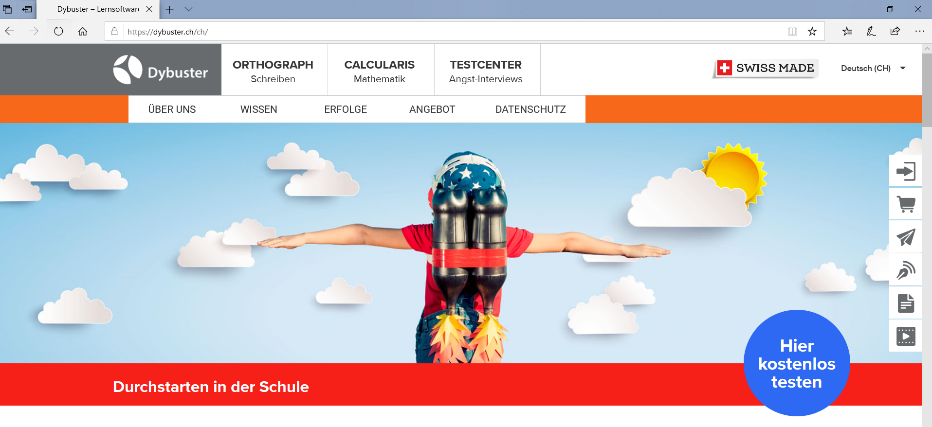 Dybuster – Lernsoftware
https://dybuster.ch/ch/
Dybuster
ORTHOGRAPH
Schreiben
CALCULARIS
Mathematik
TESTCENTER
Angst-Interviews
SWISS MADE
Deutsch (CH)
ÜBER UNS
WISSEN
ERFOLGE
ANGEBOT
DATENSCHUTZ
Durchstarten in der Schule
Hier
kostenlos
testen